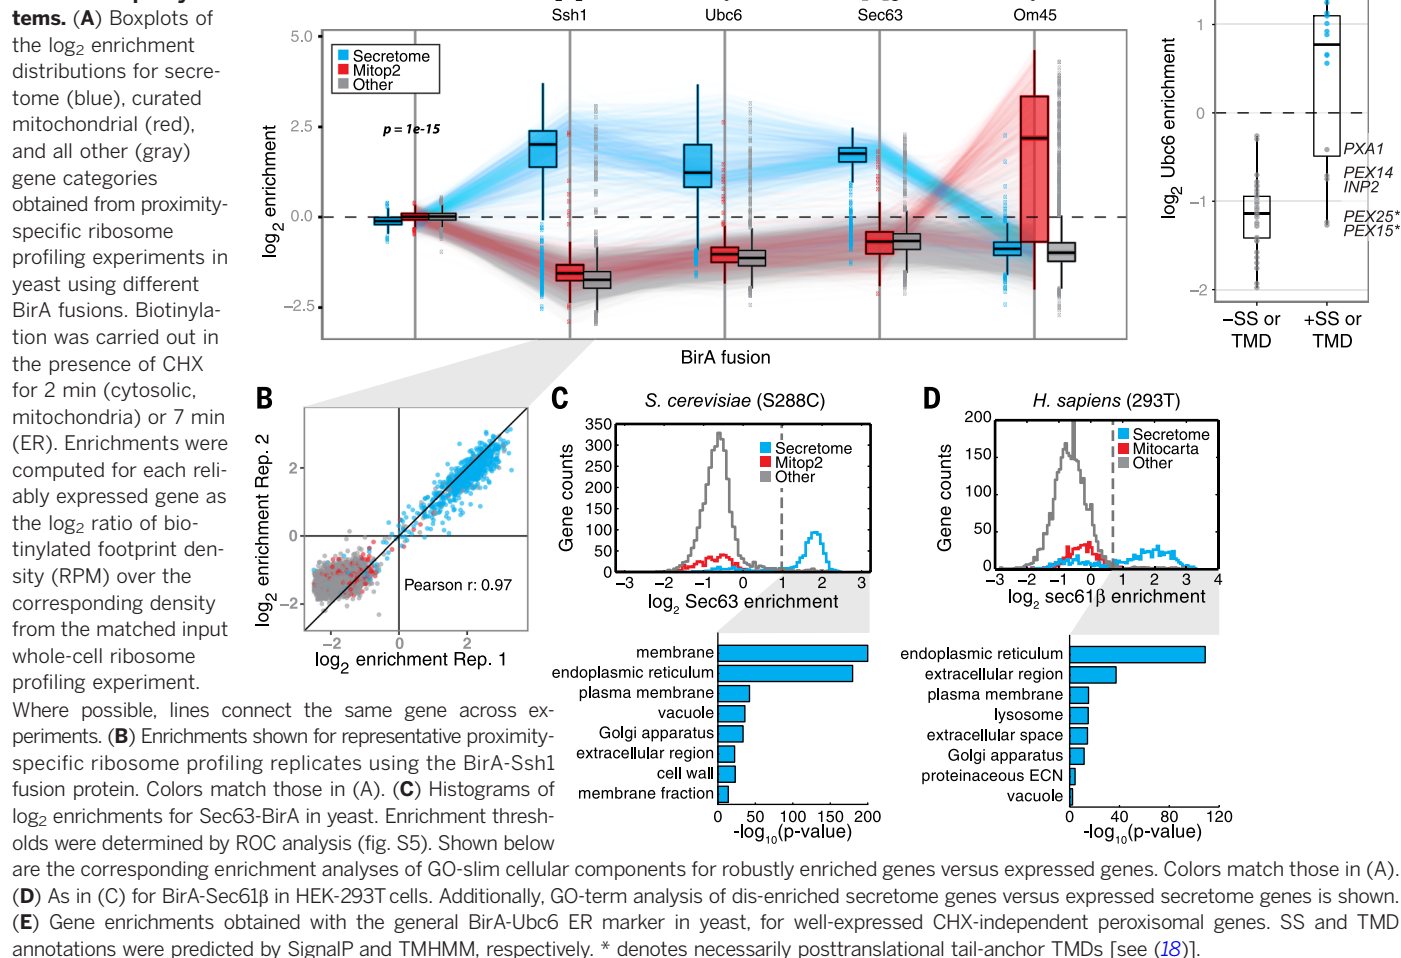 tems. (A) Boxplots of
the log2 enrichment
distributions for secre-
tome (blue), curated
mitochondrial (red),
and all other (gray)
gene categories
obtained from proximity-
specific ribosome
profiling experiments in
yeast using different
BirA fusions. Biotinyla-
tion was carried out in
the presence of CHX
for 2 min (cytosolic,
mitochondria) or 7 min
(ER). Enrichments were
computed for each reli-
ably expressed gene as
the log2 ratio of bio-
tinylated footprint den-
sity (RPM) over the
corresponding density
from the matched input
whole-cell ribosome
profiling experiment.
Where possible, lines connect the same gene across ex-
periments. (B) Enrichments shown for representative proximity-
specific ribosome profiling replicates using the BirA-Ssh1
fusion protein. Colors match those in (A). (C) Histograms of
log2 enrichments for Sec63-BirA in yeast. Enrichment thresh-
olds were determined by ROC analysis (fig. S5). Shown below
are the corresponding enrichment analyses of GO-slim cellular components for robustly enriched genes versus expressed genes. Colors match those in (A).
(D) As in (C) for BirA-Sec61β in HEK-293T cells. Additionally, GO-term analysis of dis-enriched secretome genes versus expressed secretome genes is shown.
(E) Gene enrichments obtained with the general BirA-Ubc6 ER marker in yeast, for well-expressed CHX-independent peroxisomal genes. SS and TMD
annotations were predicted by SignalP and TMHMM, respectively. * denotes necessarily posttranslational tail-anchor TMDs [see (18)].
Ssh1 Ubc6 Sec63 Om45
5.0
2.5
0.0
−2.5
log2 enrichment
Secretome
Mitop2
Other
p = 1e-15
BirA fusion
log2 Ubc6 enrichment
1
0
−1
−2
PXA1
PEX14
INP2
PEX25*
PEX15*
−SS or TMD
+SS or TMD
B
log2 enrichment Rep. 2
2
0
−2
Pearson r: 0.97
−2 0 2
log2 enrichment Rep. 1
C
S. cerevisiae (S288C)
Gene counts
350
300
250
200
150
100
50
0
Secretome
Mitop2
Other
−3 −2 −1 0 1 2 3
log2 Sec63 enrichment
membrane
endoplasmic reticulum
plasma membrane
vacuole
Golgi apparatus
extracellular region
cell wall
membrane fraction
0 50 100 150 200
-log10(p-value)
D
H. sapiens (293T)
Gene counts
200
150
100
50
0
Secretome
Mitocarta
Other
−3 −2 −1 0 1 2 3 4
log2 sec61β enrichment
endoplasmic reticulum
extracellular region
plasma membrane
lysosome
extracellular space
Golgi apparatus
proteinaceous ECN
vacuole
0 40 80 120
-log10(p-value)